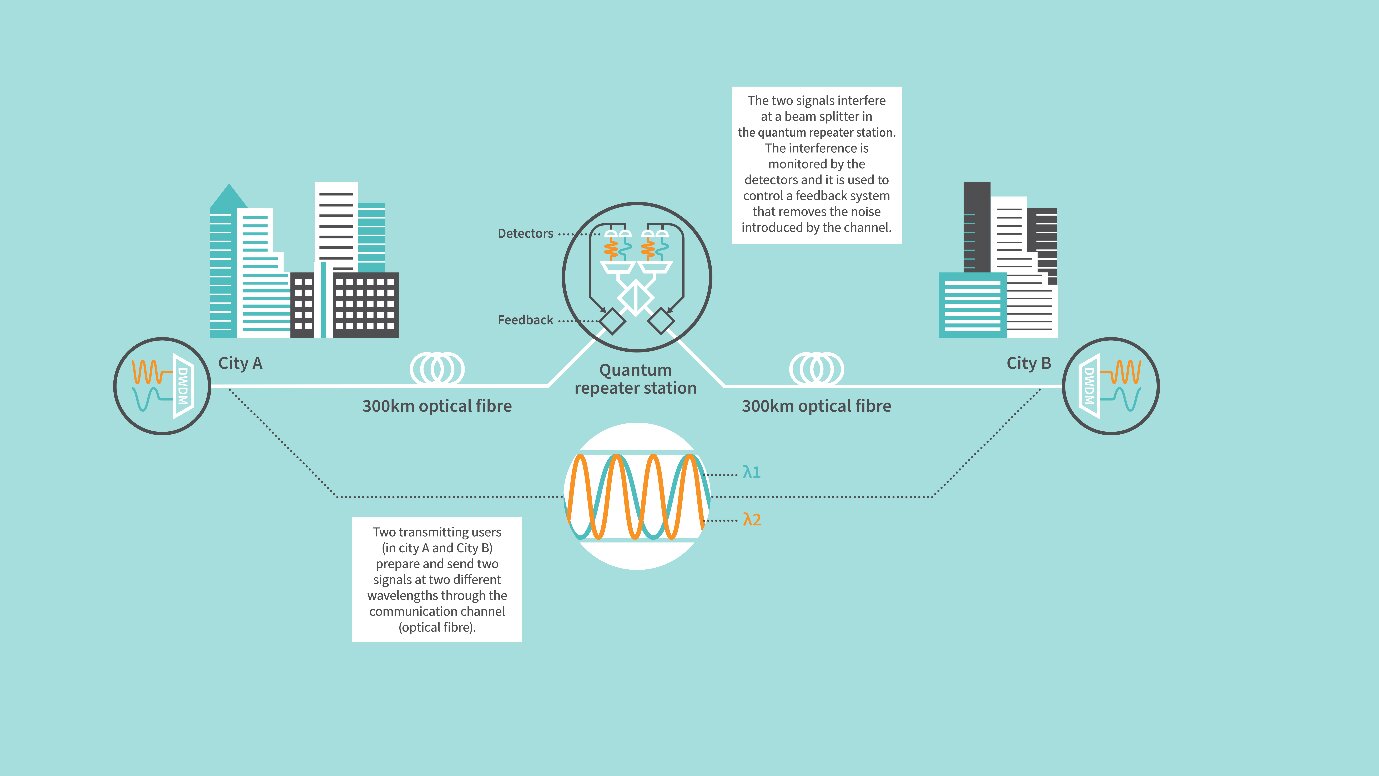 The two signals interfere
at a beam splitter in
the quantum repeater station.
The interference is
monitored by the
detectors and it is used to
control a feedback system
that removes the noise
introduced by the channel.
Detectors
Feedback
City A
City B
DWDM
DWDM
Quantum
repeater station
300km optical fibre
300km optical fibre
λ1
λ2
Two transmitting users
(in city A and City B)
prepare and send two
signals at two different
wavelengths through the
communication channel
(optical fibre).